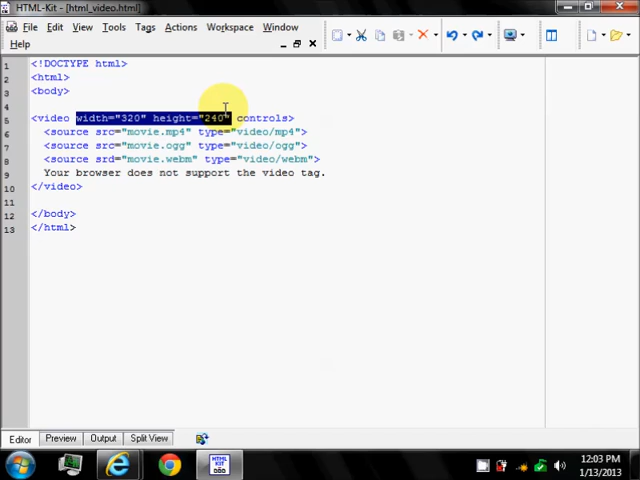 HTML-Kit - [html_video.html]
File Edit View Tools Tags Actions Workspace Window
Help
1 <!DOCTYPE html>
2 <html>
3 <body>
4
5 <video width="320" height="240" controls>
6 <source src="movie.mp4" type="video/mp4">
7 <source src="movie.ogg" type="video/ogg">
8 <source srd="movie.webm" type="video/webm">
9 Your browser does not support the video tag.
10 </video>
11
12 </body>
13 </html>
Editor Preview Output Split View
HTML
KIT
12:03 PM
1/13/2013